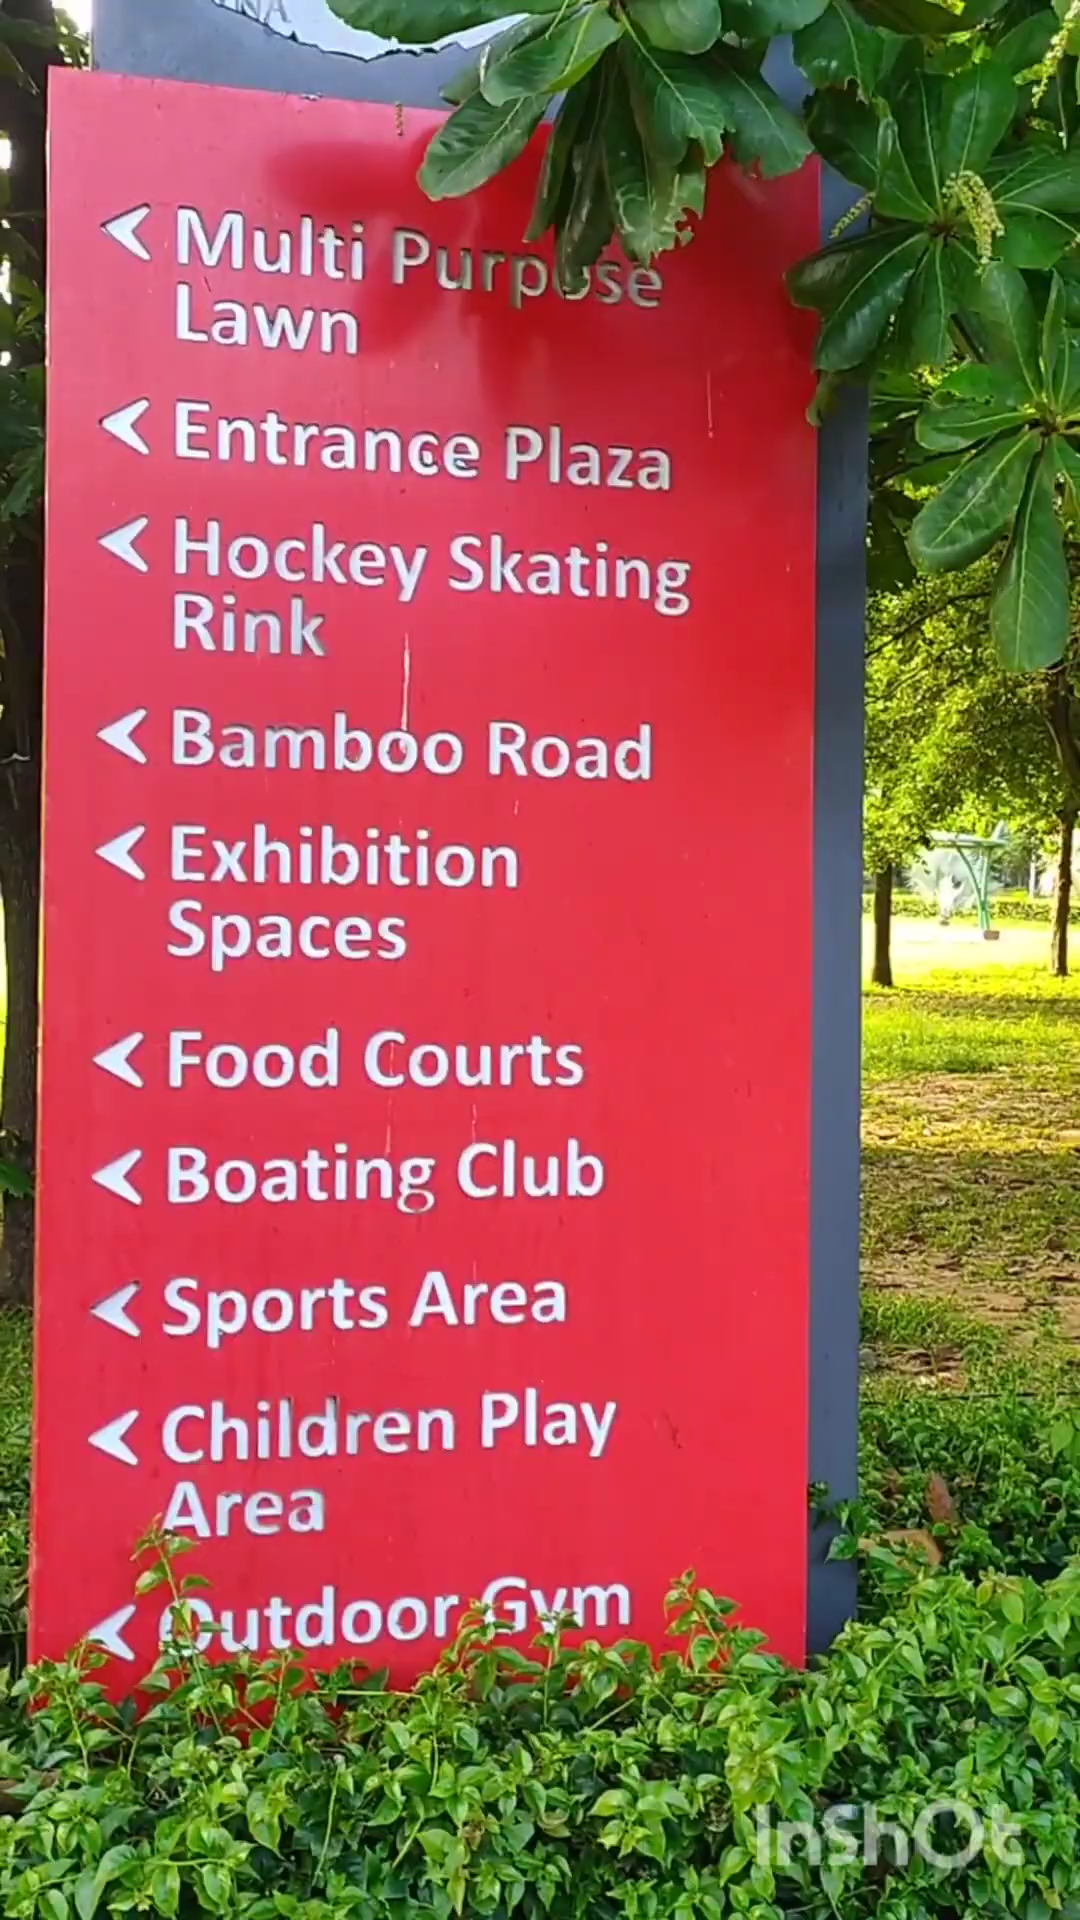 Multi Purpose
Lawn
Entrance Plaza
Hockey Skating
Rink
Bamboo Road
Exhibition
Spaces
Food Courts
Boating Club
Sports Area
Children Play
Area
Outdoor Gym
InShOt